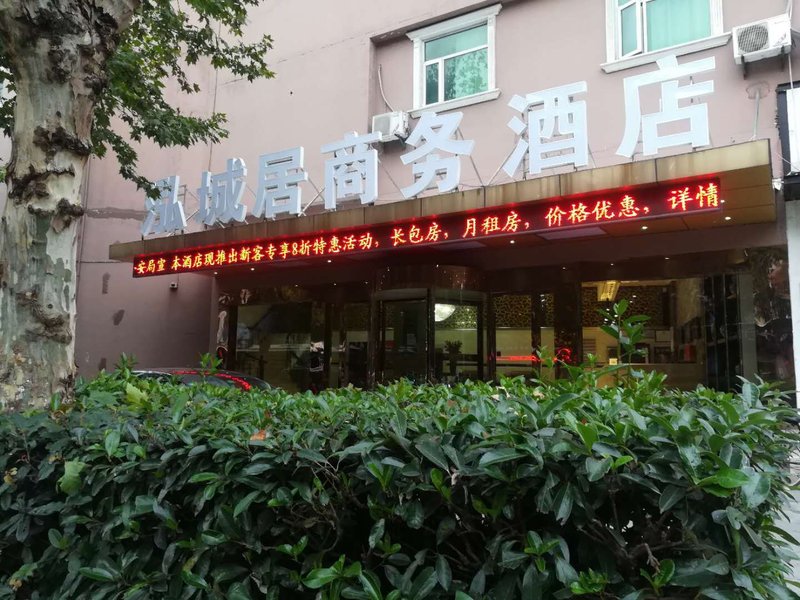 泓城居商务酒店
安局宣 本酒店现推出新客专享8折特惠活动，长包房，月租房，价格优惠，详情